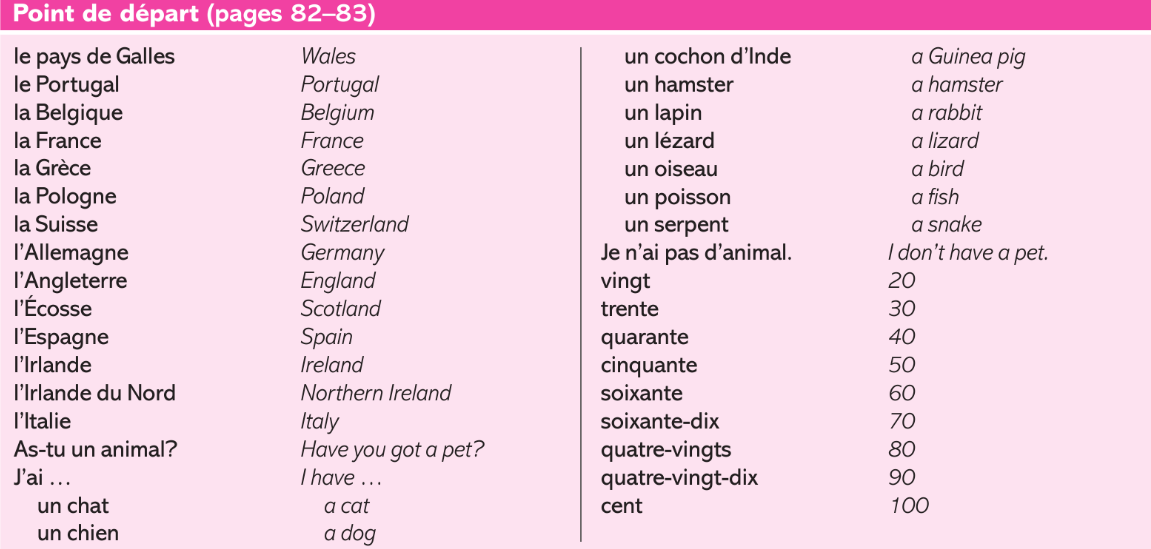 Point de départ (pages 82–83)
le pays de Galles Wales
le Portugal Portugal
la Belgique Belgium
la France France
la Grèce Greece
la Pologne Poland
la Suisse Switzerland
l'Allemagne Germany
l'Angleterre England
l'Écosse Scotland
l'Espagne Spain
l'Irlande Ireland
l'Irlande du Nord Northern Ireland
l'Italie Italy
As-tu un animal? Have you got a pet?
J'ai … I have …
un chat a cat
un chien a dog
un cochon d'Inde a Guinea pig
un hamster a hamster
un lapin a rabbit
un lézard a lizard
un oiseau a bird
un poisson a fish
un serpent a snake
Je n'ai pas d'animal. I don't have a pet.
vingt 20
trente 30
quarante 40
cinquante 50
soixante 60
soixante-dix 70
quatre-vingts 80
quatre-vingt-dix 90
cent 100